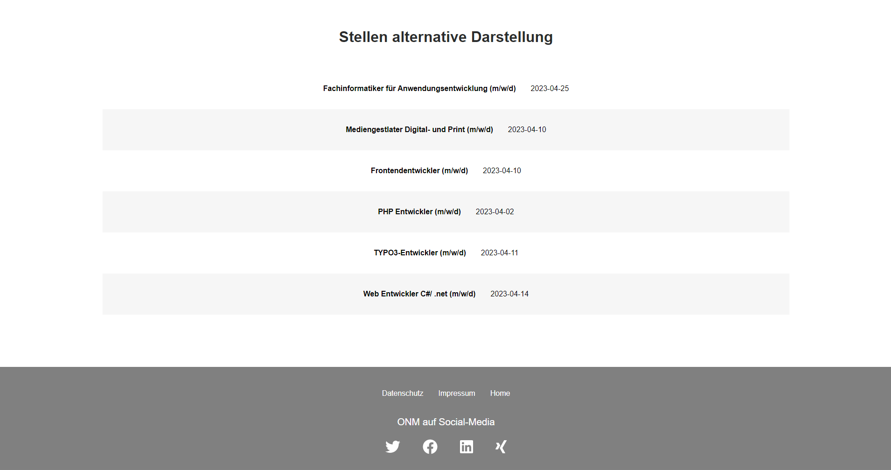 Stellen alternative Darstellung
Fachinformatiker für Anwendungsentwicklung (m/w/d) 2023-04-25
Mediengestlater Digital- und Print (m/w/d) 2023-04-10
Frontendentwickler (m/w/d) 2023-04-10
PHP Entwickler (m/w/d) 2023-04-02
TYPO3-Entwickler (m/w/d) 2023-04-11
Web Entwickler C#/ .net (m/w/d) 2023-04-14
Datenschutz Impressum Home
ONM auf Social-Media